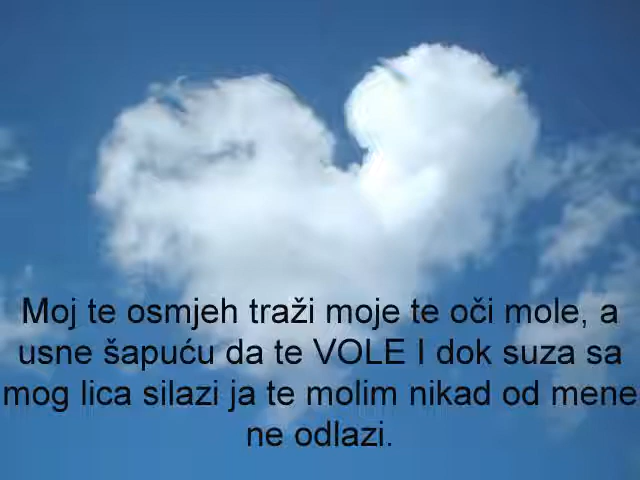 Moj te osmjeh traži moje te oči mole, a
usne šapuću da te VOLE I dok suza sa
mog lica silazi ja te molim nikad od mene
ne odlazi.